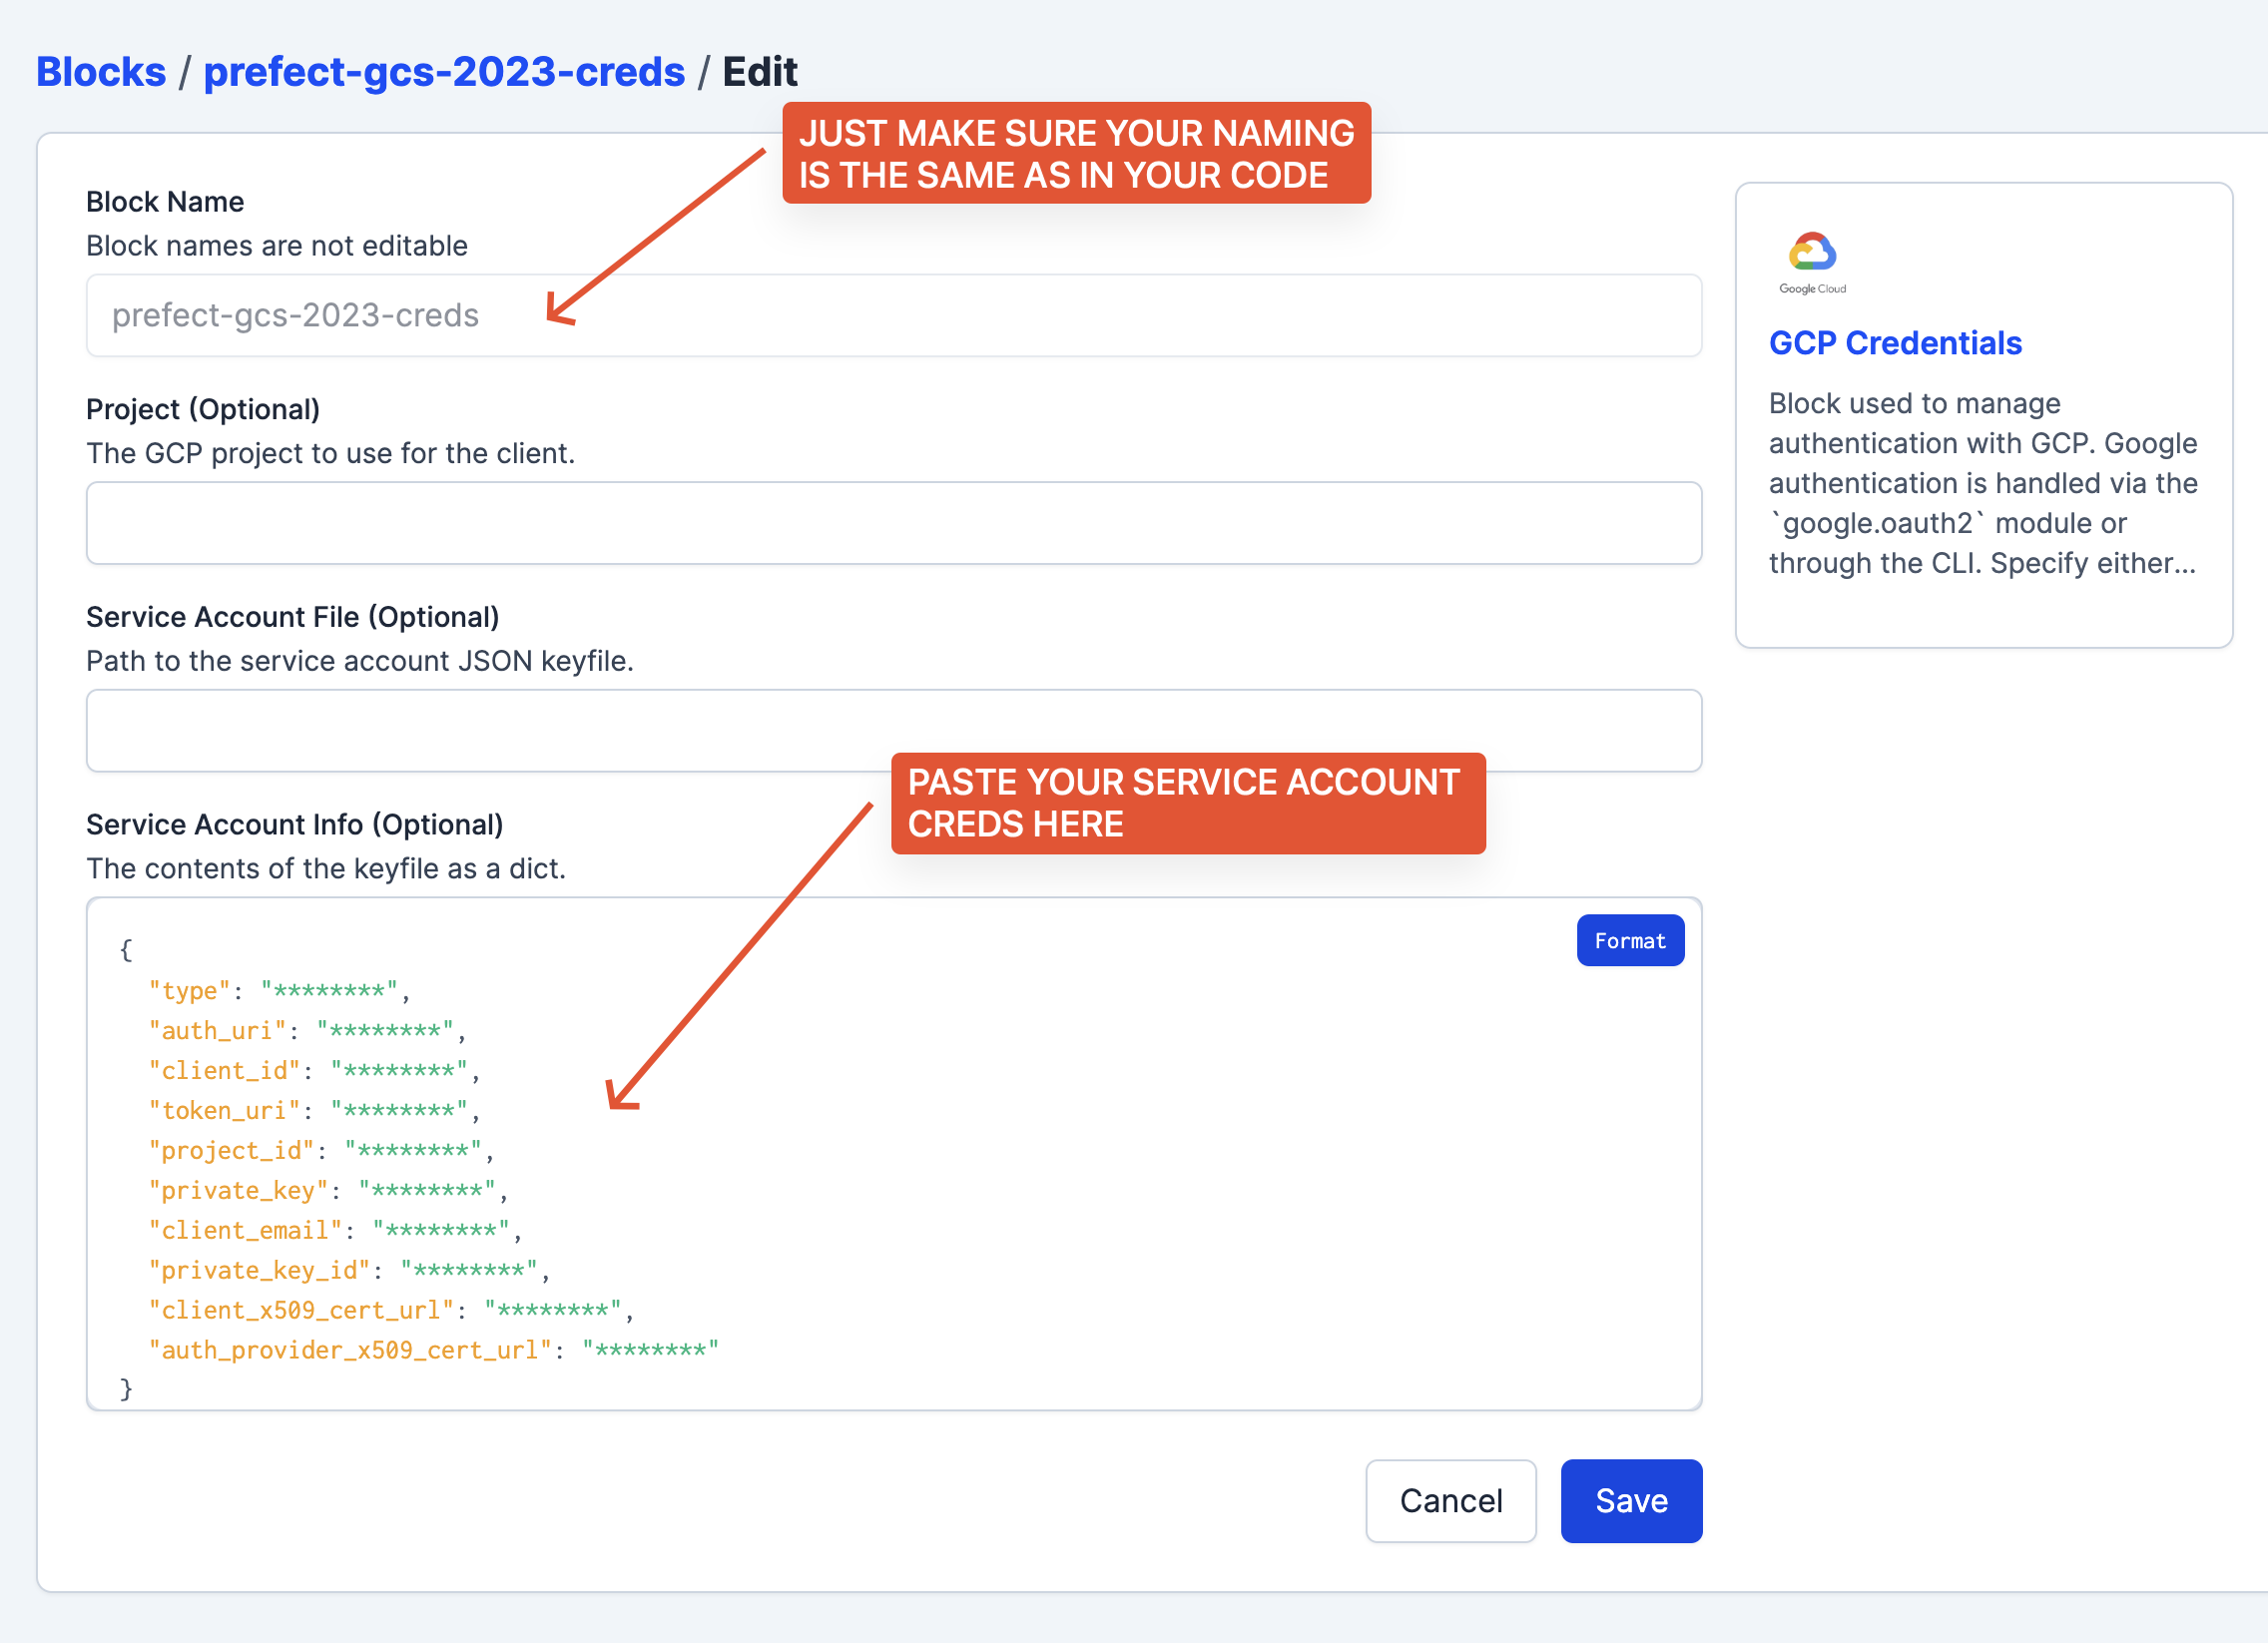 Blocks / prefect-gcs-2023-creds / Edit
JUST MAKE SURE YOUR NAMING
IS THE SAME AS IN YOUR CODE
Block Name
Block names are not editable
prefect-gcs-2023-creds
Project (Optional)
The GCP project to use for the client.
Service Account File (Optional)
Path to the service account JSON keyfile.
PASTE YOUR SERVICE ACCOUNT
CREDS HERE
Service Account Info (Optional)
The contents of the keyfile as a dict.
Format
{
"type": "********",
"auth_uri": "********",
"client_id": "********",
"token_uri": "********",
"project_id": "********",
"private_key": "********",
"client_email": "********",
"private_key_id": "********",
"client_x509_cert_url": "********",
"auth_provider_x509_cert_url": "********"
}
Cancel
Save
Google Cloud
GCP Credentials
Block used to manage
authentication with GCP. Google
authentication is handled via the
`google.oauth2` module or
through the CLI. Specify either...